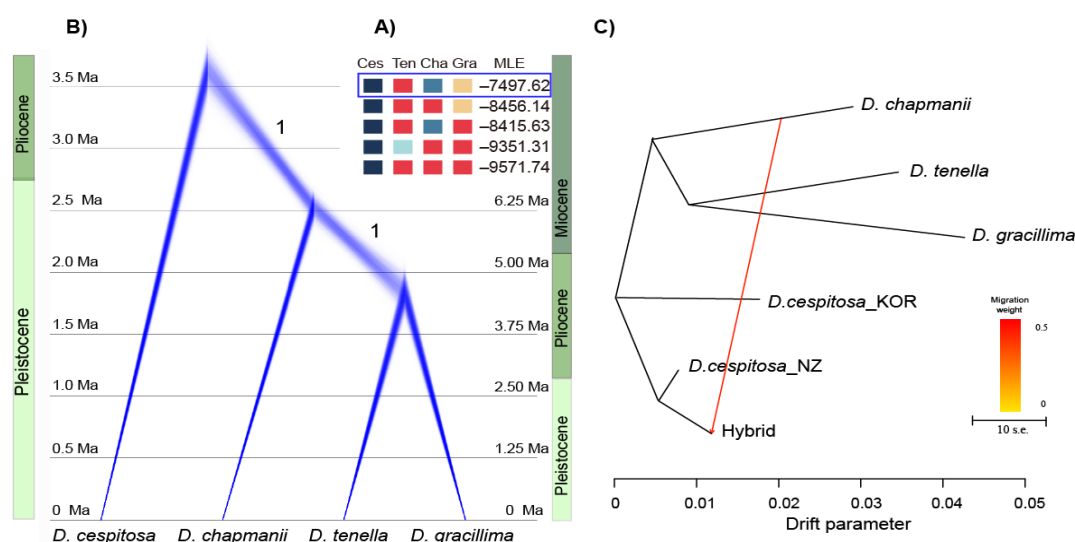 B)
A)
C)
Ces Ten Cha Gra MLE
–7497.62
–8456.14
–8415.63
–9351.31
–9571.74
Pliocene
Pleistocene
3.5 Ma
3.0 Ma
2.5 Ma
2.0 Ma
1.5 Ma
1.0 Ma
0.5 Ma
0 Ma
1
1
6.25 Ma
5.00 Ma
3.75 Ma
2.50 Ma
1.25 Ma
0 Ma
Miocene
Pliocene
Pleistocene
D. cespitosa D. chapmanii D. tenella D. gracillima
D. chapmanii
D. tenella
D. gracillima
D.cespitosa_KOR
D.cespitosa_NZ
Hybrid
Migration
weight
0.5
0
10 s.e.
0 0.01 0.02 0.03 0.04 0.05
Drift parameter